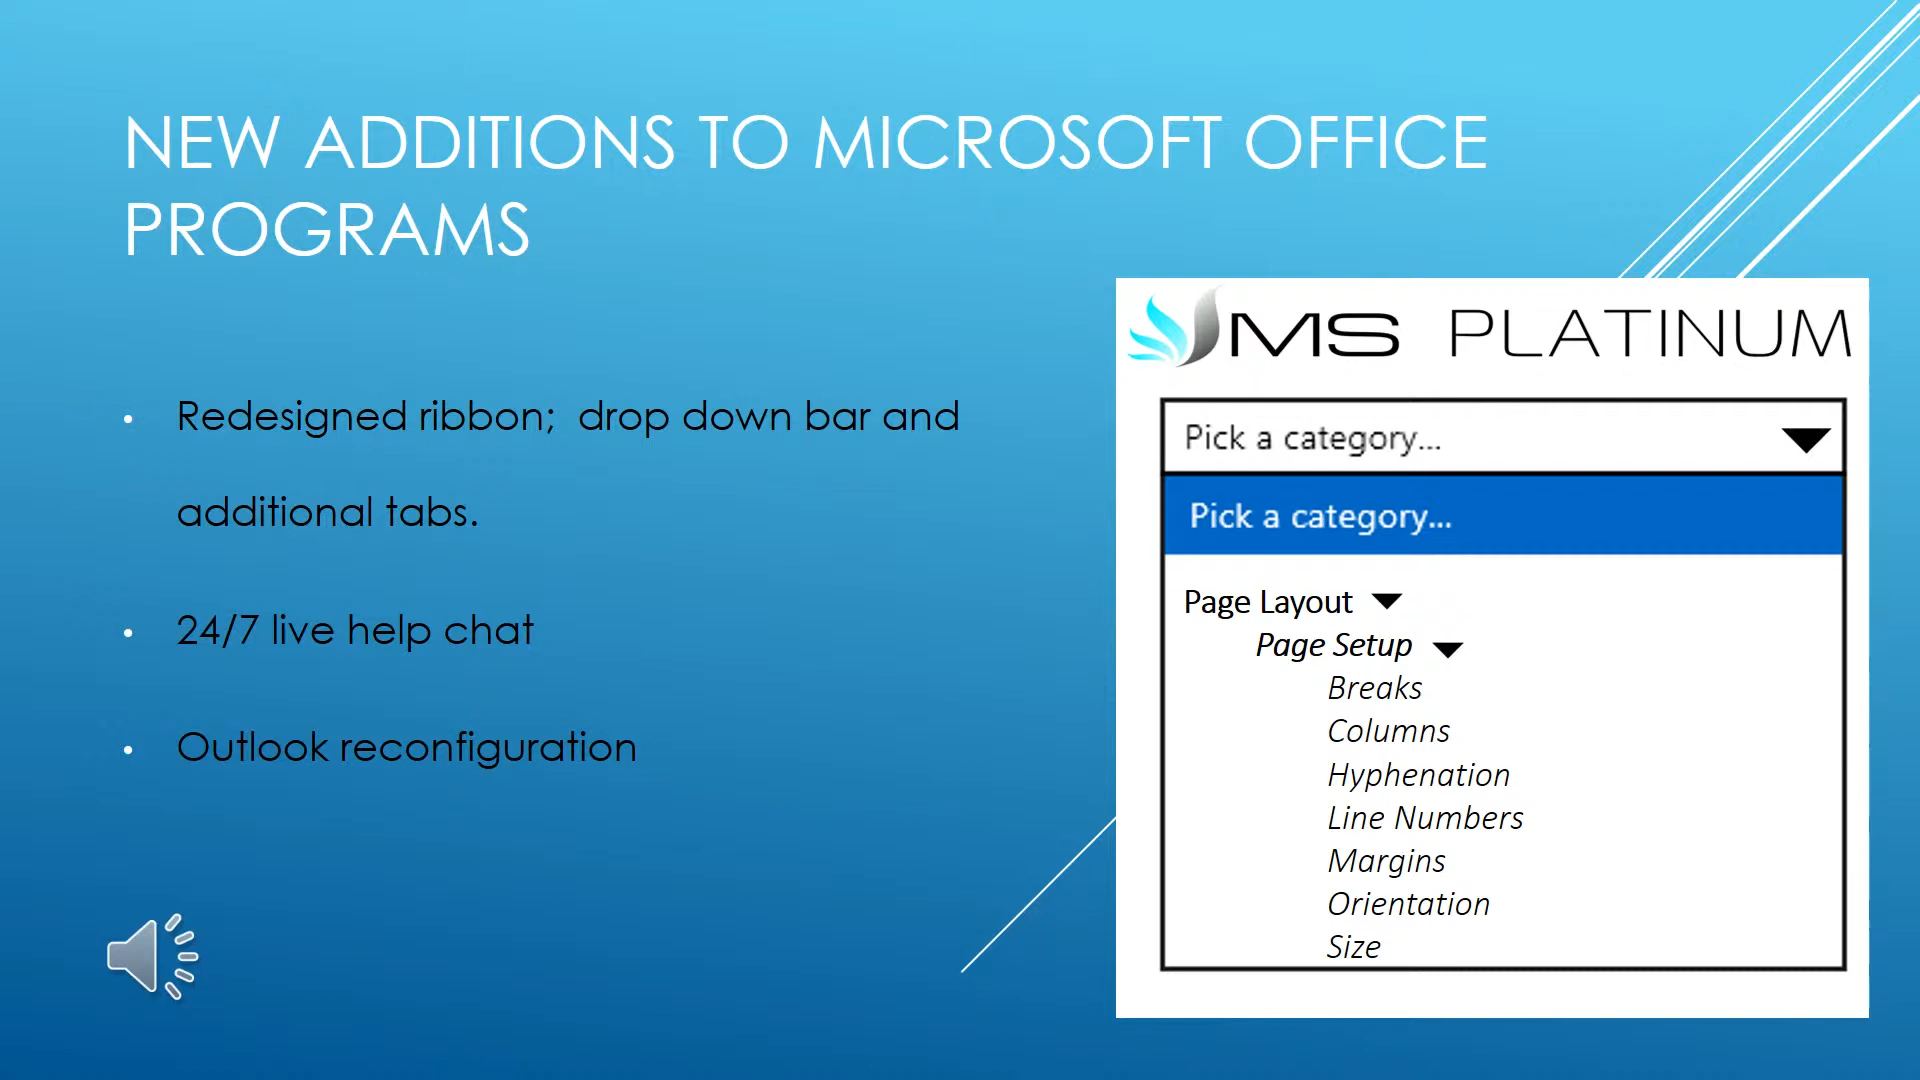 NEW ADDITIONS TO MICROSOFT OFFICE
PROGRAMS
• Redesigned ribbon;  drop down bar and
additional tabs.
• 24/7 live help chat
• Outlook reconfiguration
MS PLATINUM
Pick a category...
Pick a category...
Page Layout
Page Setup
Breaks
Columns
Hyphenation
Line Numbers
Margins
Orientation
Size